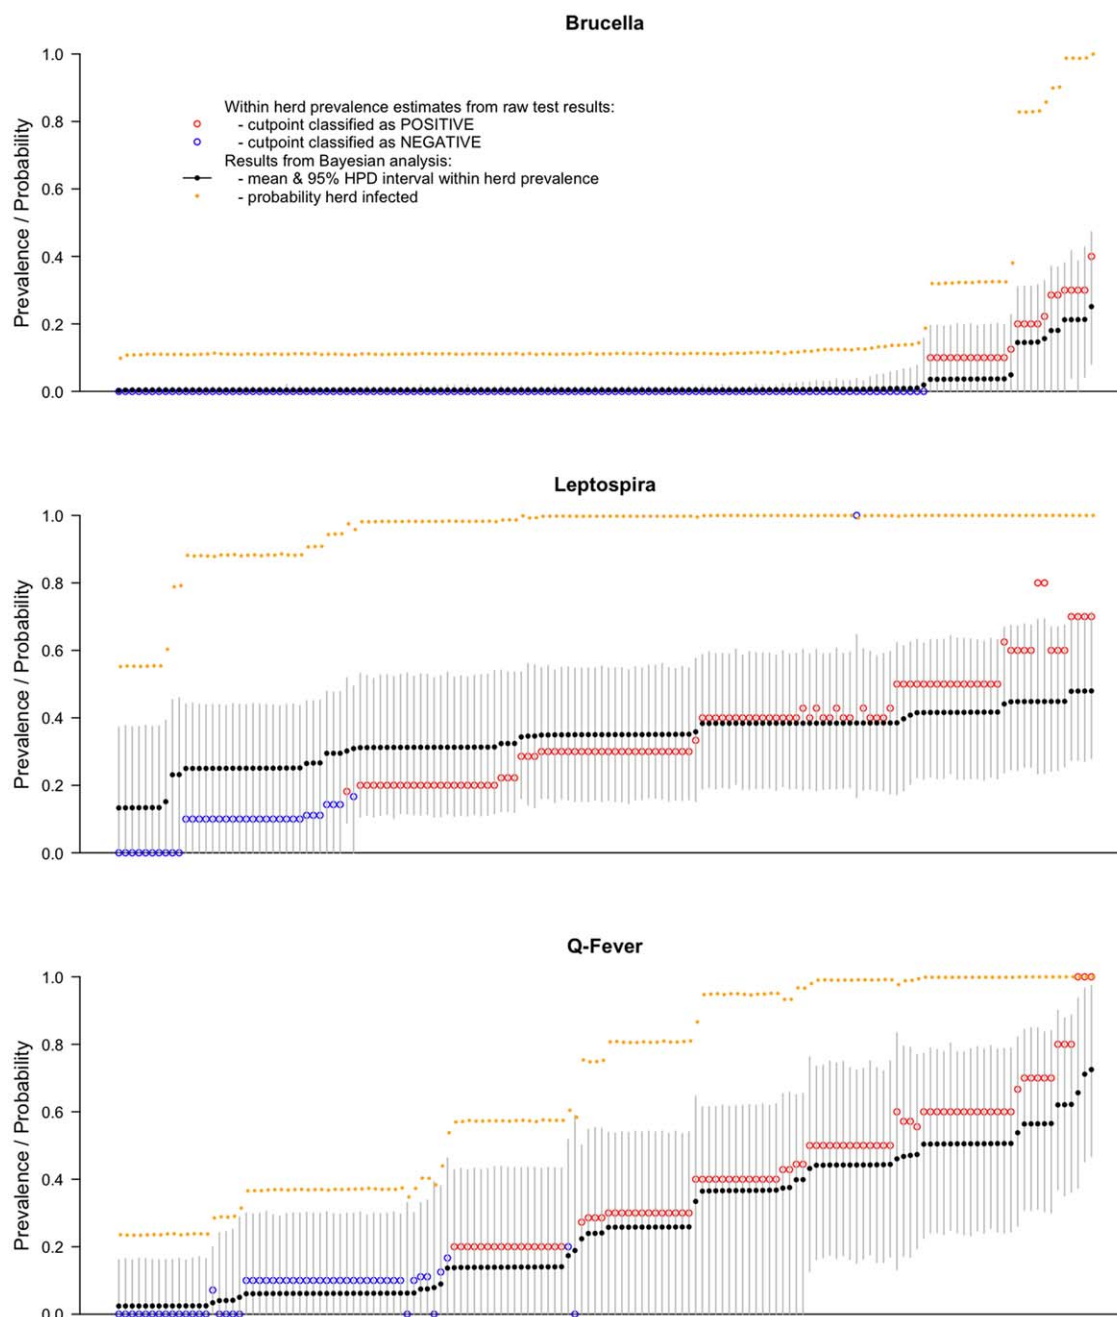 Brucella
1.0
Within herd prevalence estimates from raw test results:
- cutpoint classified as POSITIVE
- cutpoint classified as NEGATIVE
Results from Bayesian analysis:
- mean & 95% HPD interval within herd prevalence
- probability herd infected
0.8
0.6
0.4
0.2
0.0
Prevalence / Probability
Leptospira
1.0
0.8
0.6
0.4
0.2
0.0
Prevalence / Probability
Q-Fever
1.0
0.8
0.6
0.4
0.2
0.0
Prevalence / Probability